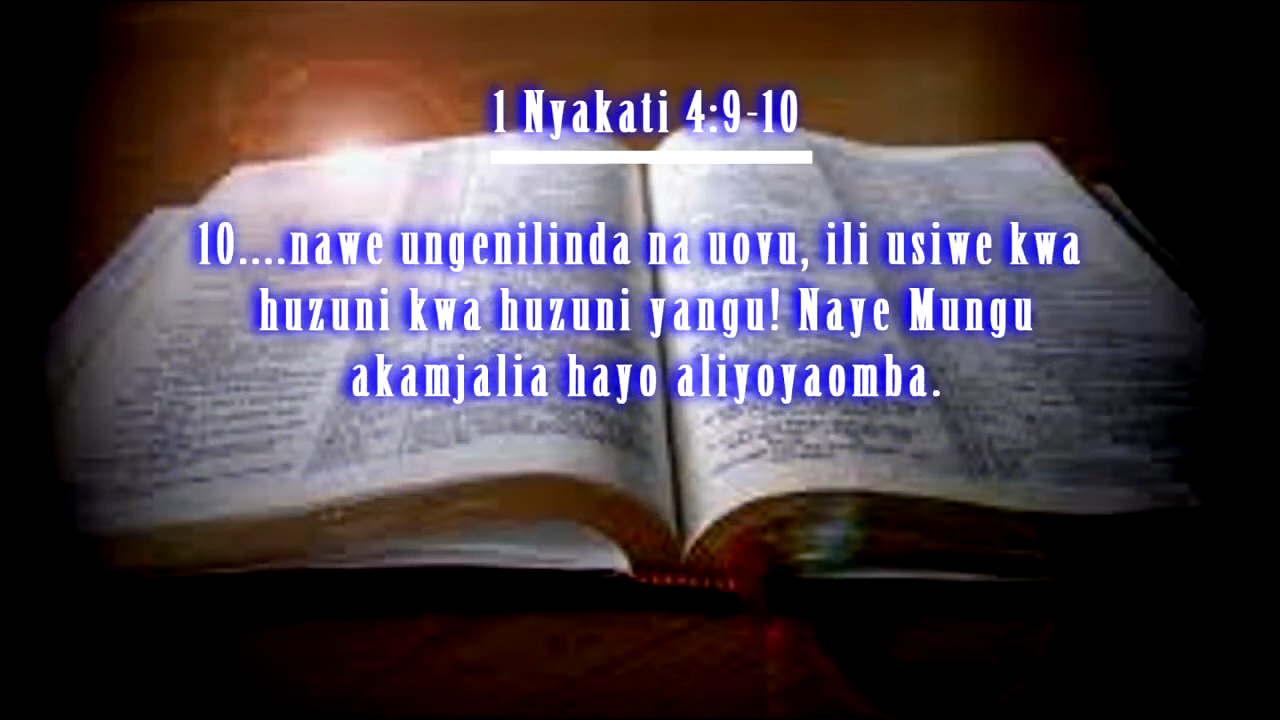 1 Nyakati 4:9-10
10....nawe ungenilinda na uovu, ili usiwe kwa
huzuni kwa huzuni yangu! Naye Mungu
akamjalia hayo aliyoyaomba.